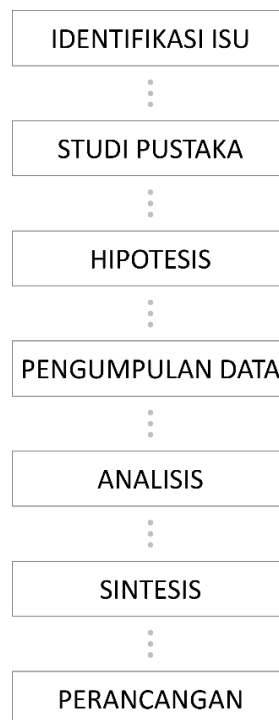 IDENTIFIKASI ISU
STUDI PUSTAKA
HIPOTESIS
PENGUMPULAN DATA
ANALISIS
SINTESIS
PERANCANGAN